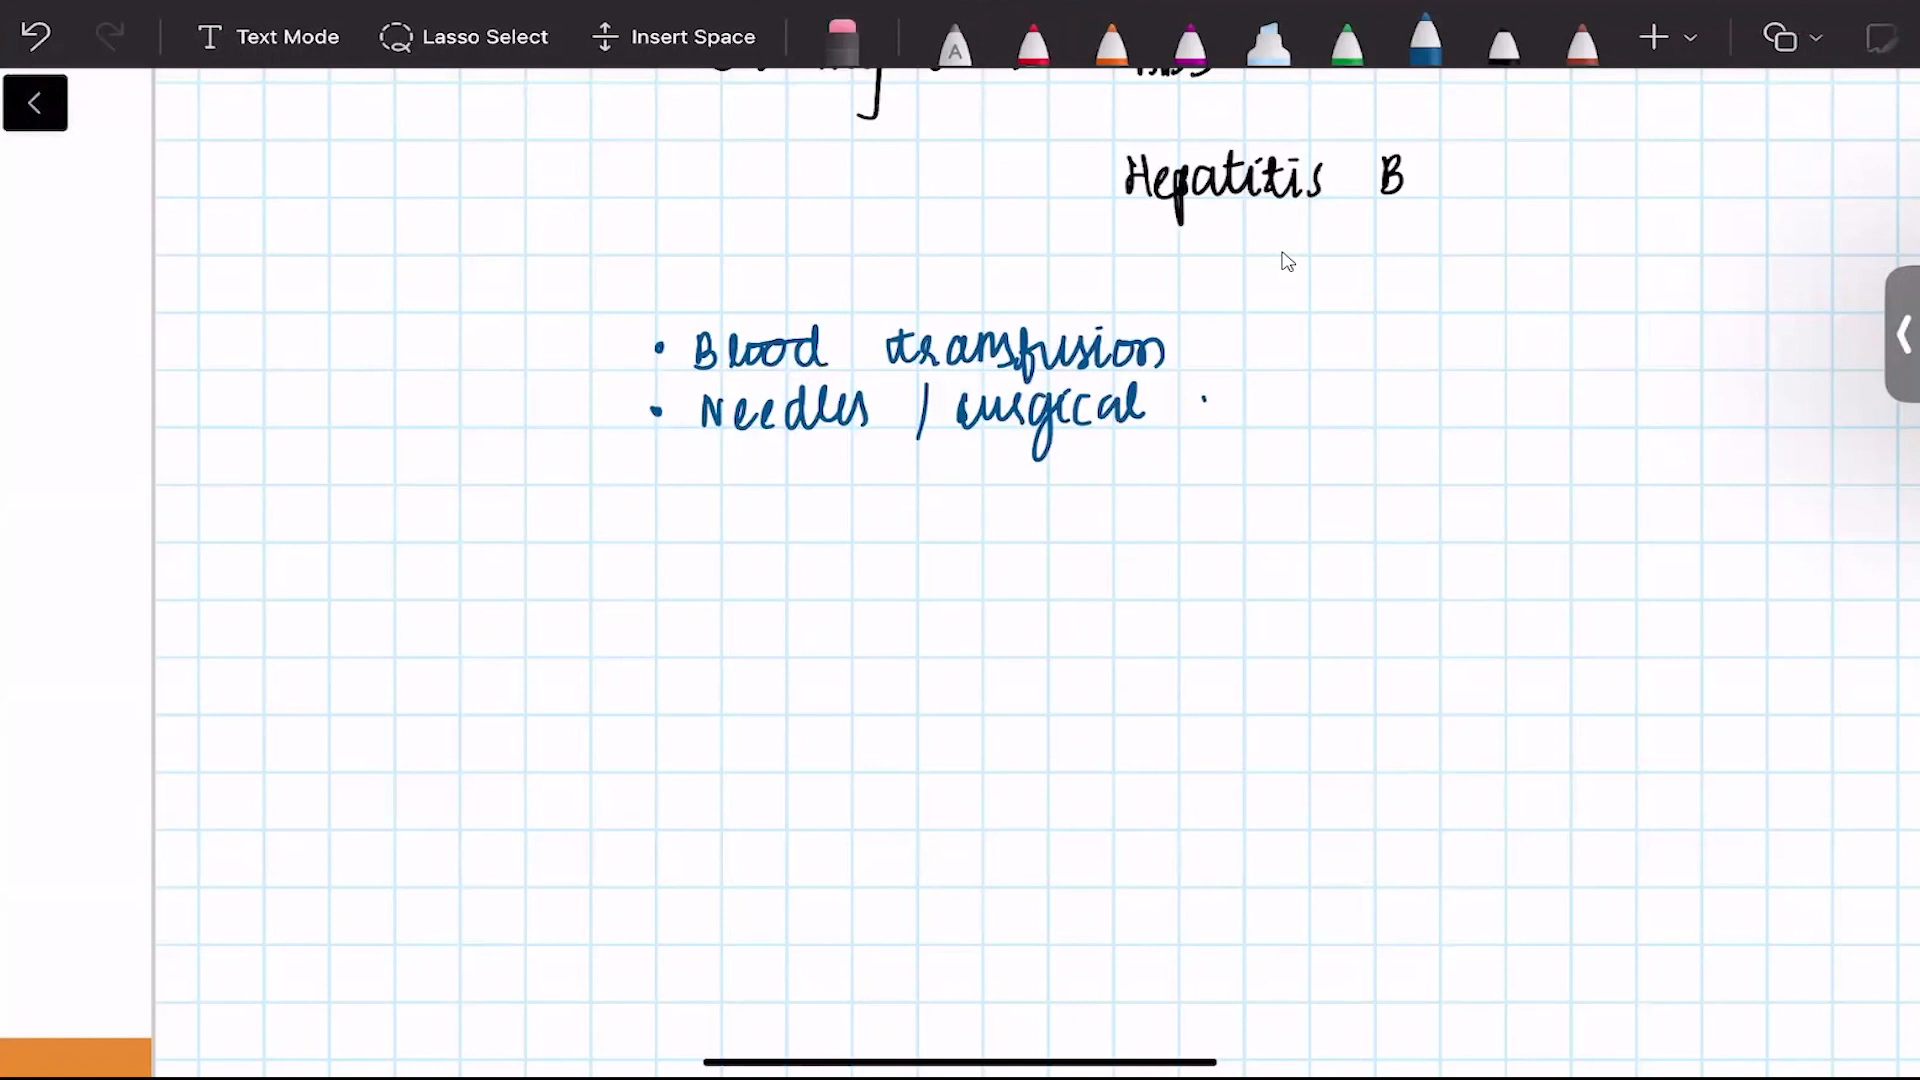 Text Mode Lasso Select Insert Space
A
Hepatitis B
• Blood transfusion
• Needles / surgical